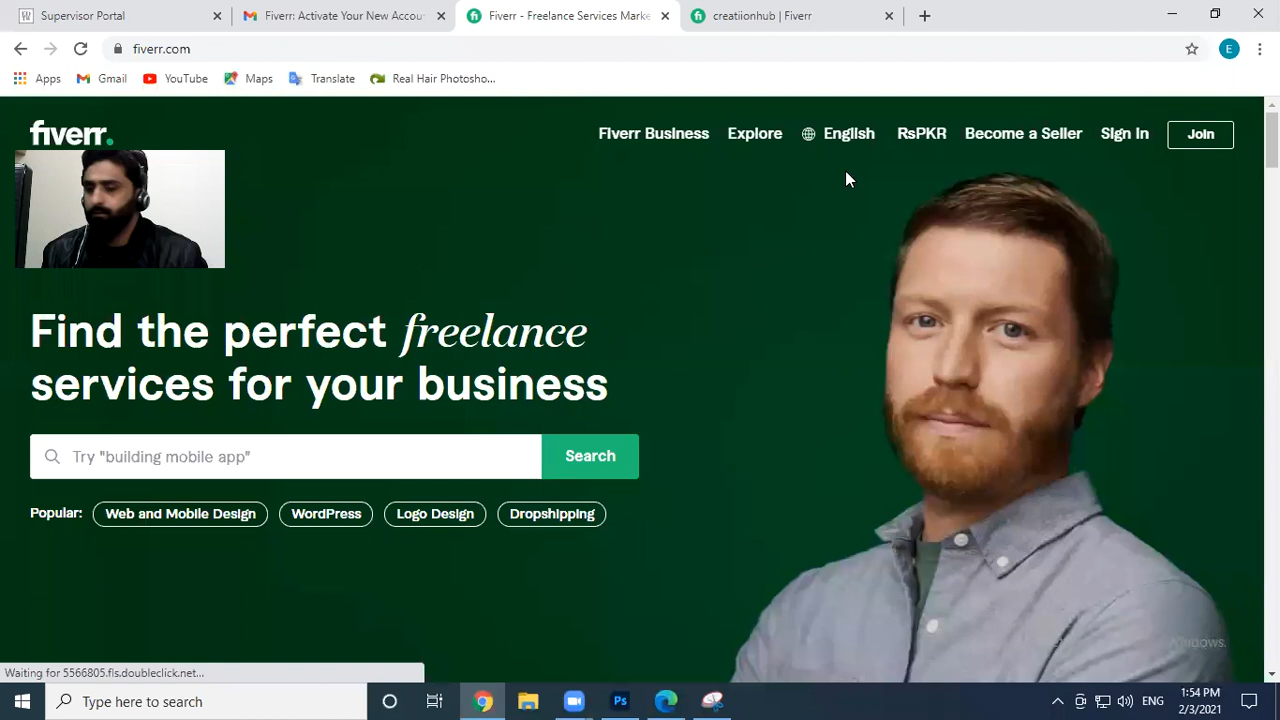 Supervisor Portal
Fiverr: Activate Your New Accou
Fiverr - Freelance Services Marke
creatiionhub | Fiverr
fiverr.com
E
Apps
Gmail
YouTube
Maps
Translate
Real Hair Photosho...
fiverr.
Fiverr Business
Explore
English
RsPKR
Become a Seller
Sign In
Join
Find the perfect freelance
services for your business
Try "building mobile app"
Search
Popular:
Web and Mobile Design
WordPress
Logo Design
Dropshipping
Windows.
Waiting for 5566805.fls.doubleclick.net...
Type here to search
Ps
ENG
1:54 PM
2/3/2021